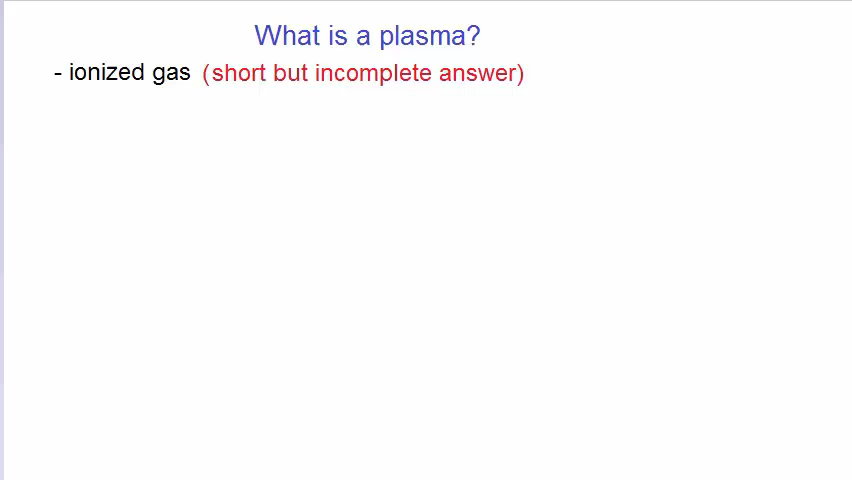 What is a plasma?
- ionized gas (short but incomplete answer)